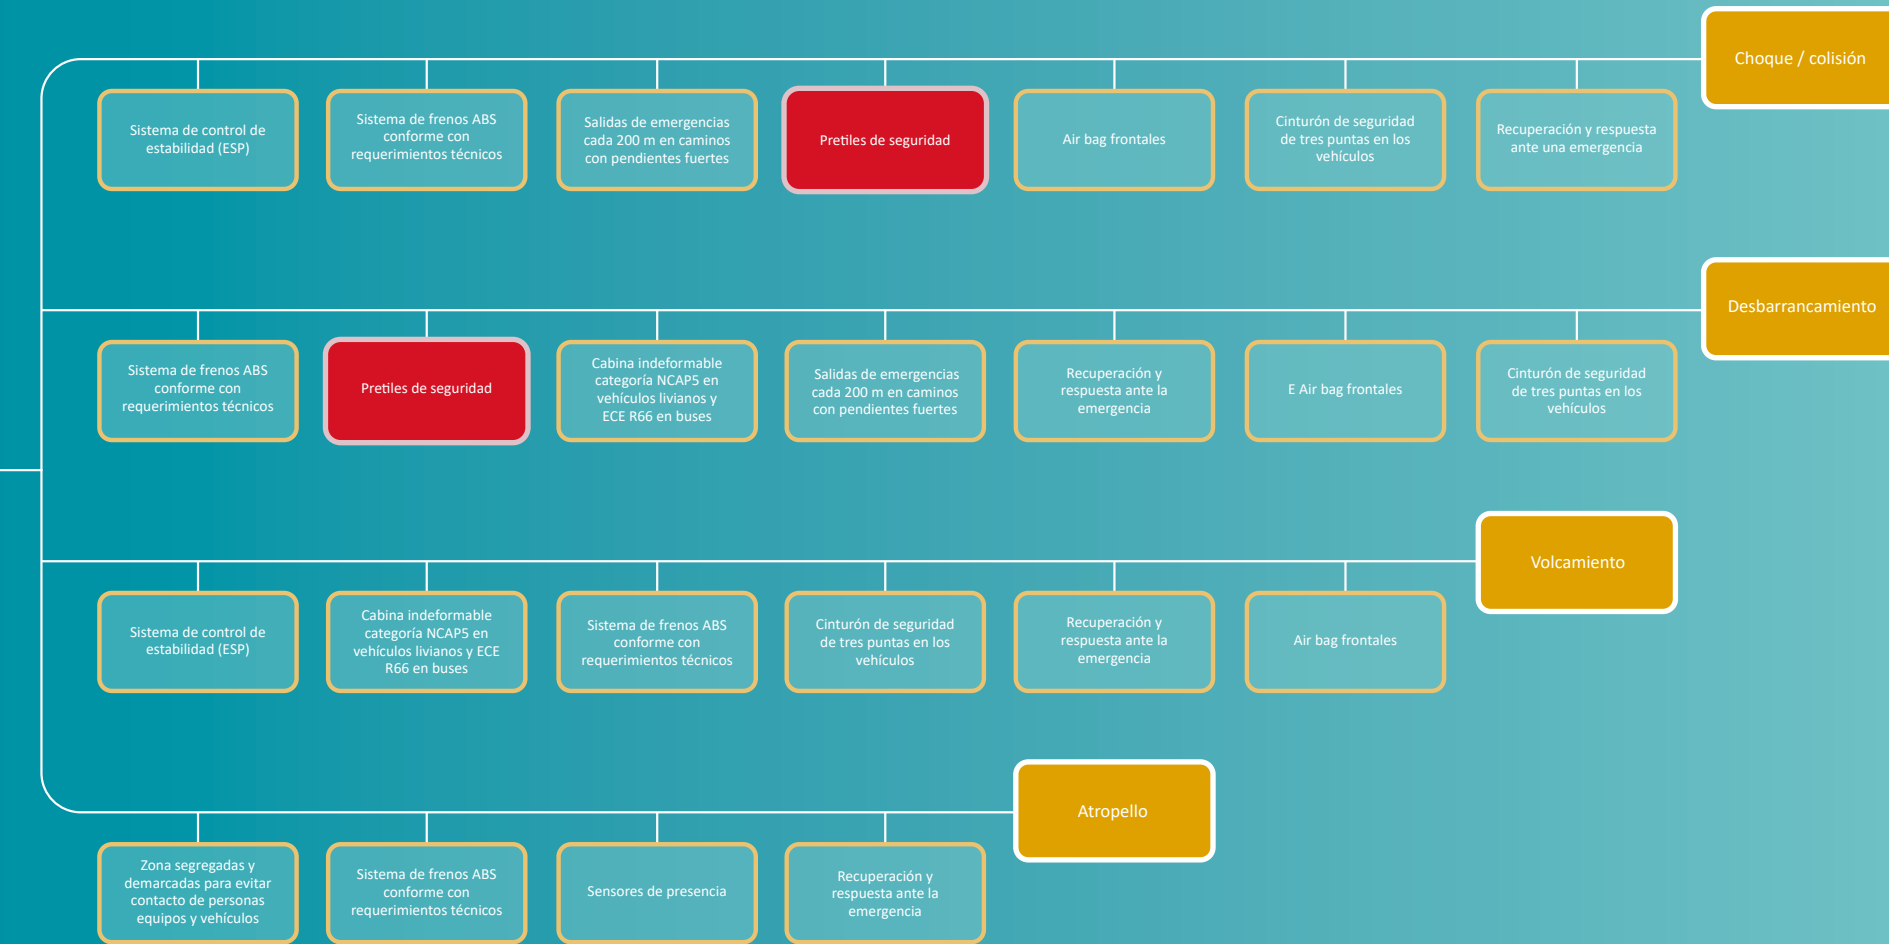 Choque / colisión
Sistema de control de
estabilidad (ESP)
Sistema de frenos ABS
conforme con
requerimientos técnicos
Salidas de emergencias
cada 200 m en caminos
con pendientes fuertes
Pretiles de seguridad
Air bag frontales
Cinturón de seguridad
de tres puntas en los
vehículos
Recuperación y respuesta
ante una emergencia
Desbarrancamiento
Sistema de frenos ABS
conforme con
requerimientos técnicos
Pretiles de seguridad
Cabina indeformable
categoría NCAP5 en
vehículos livianos y
ECE R66 en buses
Salidas de emergencias
cada 200 m en caminos
con pendientes fuertes
Recuperación y
respuesta ante la
emergencia
E Air bag frontales
Cinturón de seguridad
de tres puntas en los
vehículos
Volcamiento
Sistema de control de
estabilidad (ESP)
Cabina indeformable
categoría NCAP5 en
vehículos livianos y ECE
R66 en buses
Sistema de frenos ABS
conforme con
requerimientos técnicos
Cinturón de seguridad
de tres puntas en los
vehículos
Recuperación y
respuesta ante la
emergencia
Air bag frontales
Atropello
Zona segregadas y
demarcadas para evitar
contacto de personas
equipos y vehículos
Sistema de frenos ABS
conforme con
requerimientos técnicos
Sensores de presencia
Recuperación y
respuesta ante la
emergencia